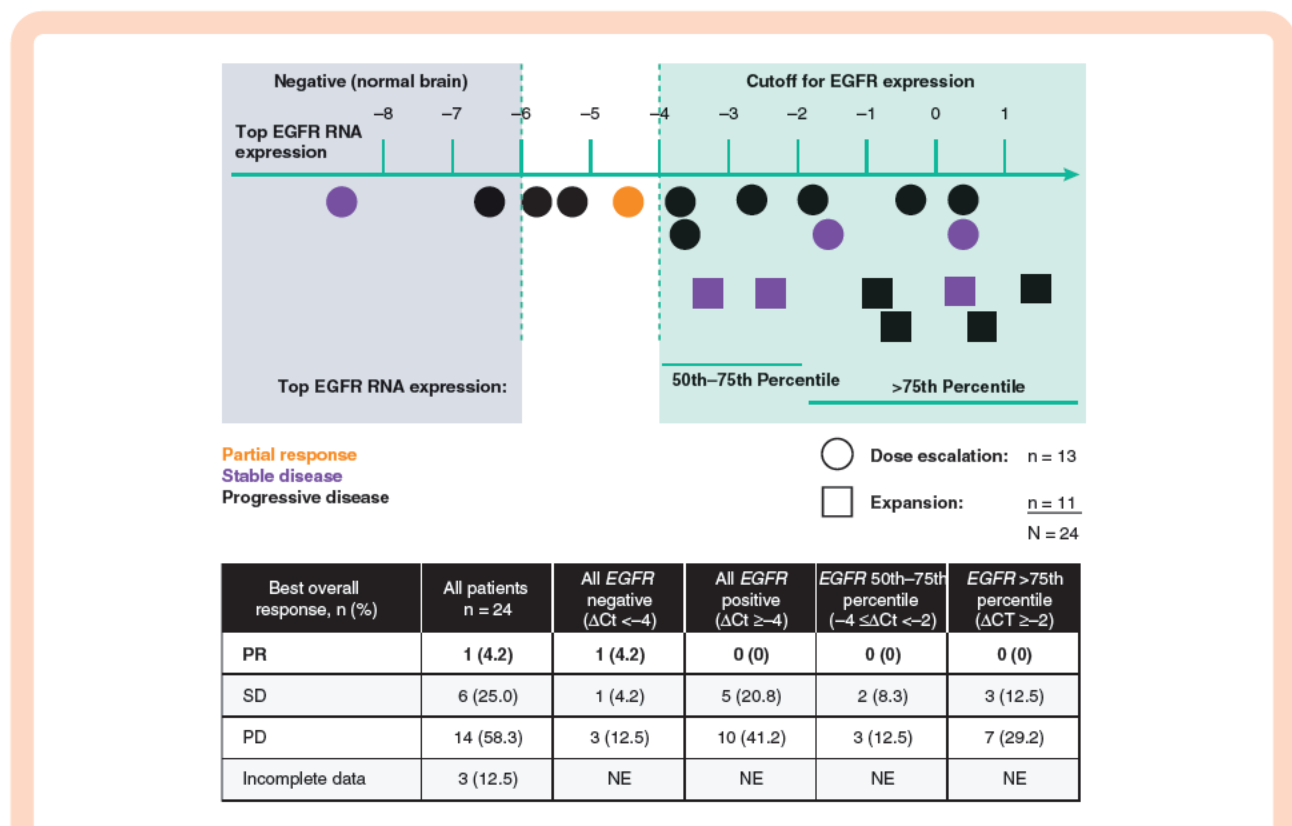 Negative (normal brain)
Cutoff for EGFR expression
–8 –7 –6 –5 –4 –3 –2 –1 0 1
Top EGFR RNA
expression
Top EGFR RNA expression:
50th–75th Percentile
>75th Percentile
Partial response
Stable disease
Progressive disease
Dose escalation: n = 13
Expansion: n = 11
N = 24
Best overall response, n (%) | All patients n = 24 | All EGFR negative (ΔCt <–4) | All EGFR positive (ΔCt ≥–4) | EGFR 50th–75th percentile (–4 ≤ΔCt <–2) | EGFR >75th percentile (ΔCT ≥–2)
PR 1 (4.2) 1 (4.2) 0 (0) 0 (0) 0 (0)
SD 6 (25.0) 1 (4.2) 5 (20.8) 2 (8.3) 3 (12.5)
PD 14 (58.3) 3 (12.5) 10 (41.2) 3 (12.5) 7 (29.2)
Incomplete data 3 (12.5) NE NE NE NE